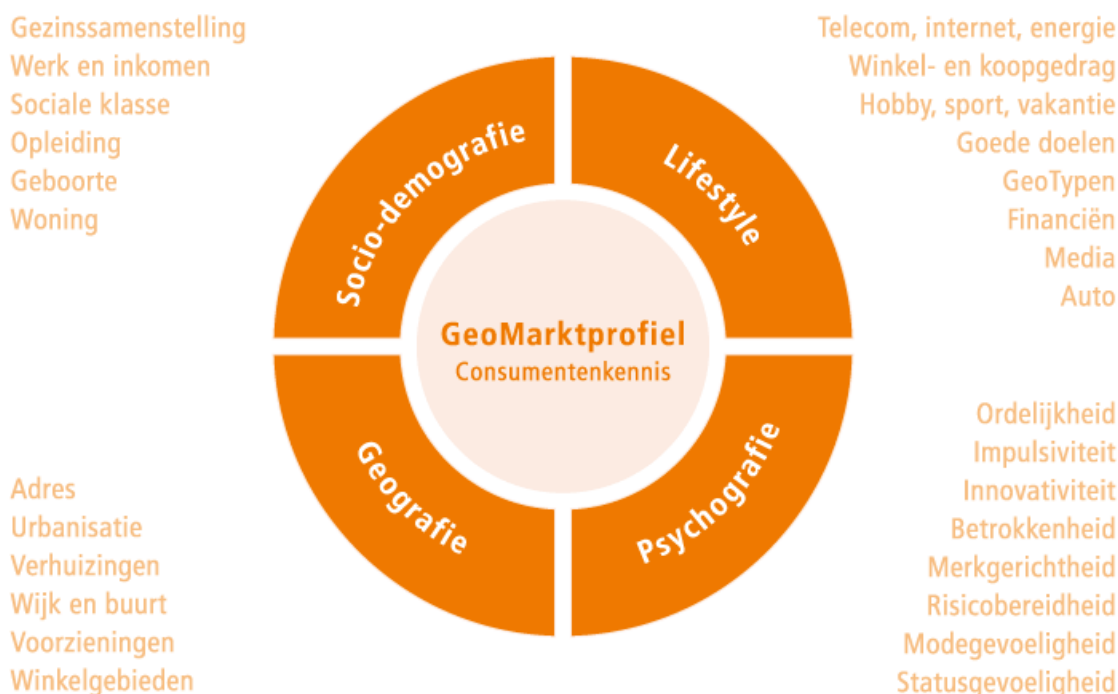 Gezinssamenstelling
Werk en inkomen
Sociale klasse
Opleiding
Geboorte
Woning
Telecom, internet, energie
Winkel- en koopgedrag
Hobby, sport, vakantie
Goede doelen
GeoTypen
Financiën
Media
Auto
Socio-demografie
Lifestyle
GeoMarktprofiel
Consumentenkennis
Geografie
Psychografie
Adres
Urbanisatie
Verhuizingen
Wijk en buurt
Voorzieningen
Winkelgebieden
Ordelijkheid
Impulsiviteit
Innovativiteit
Betrokkenheid
Merkgerichtheid
Risicobereidheid
Modegevoeligheid
Statusgevoeligheid